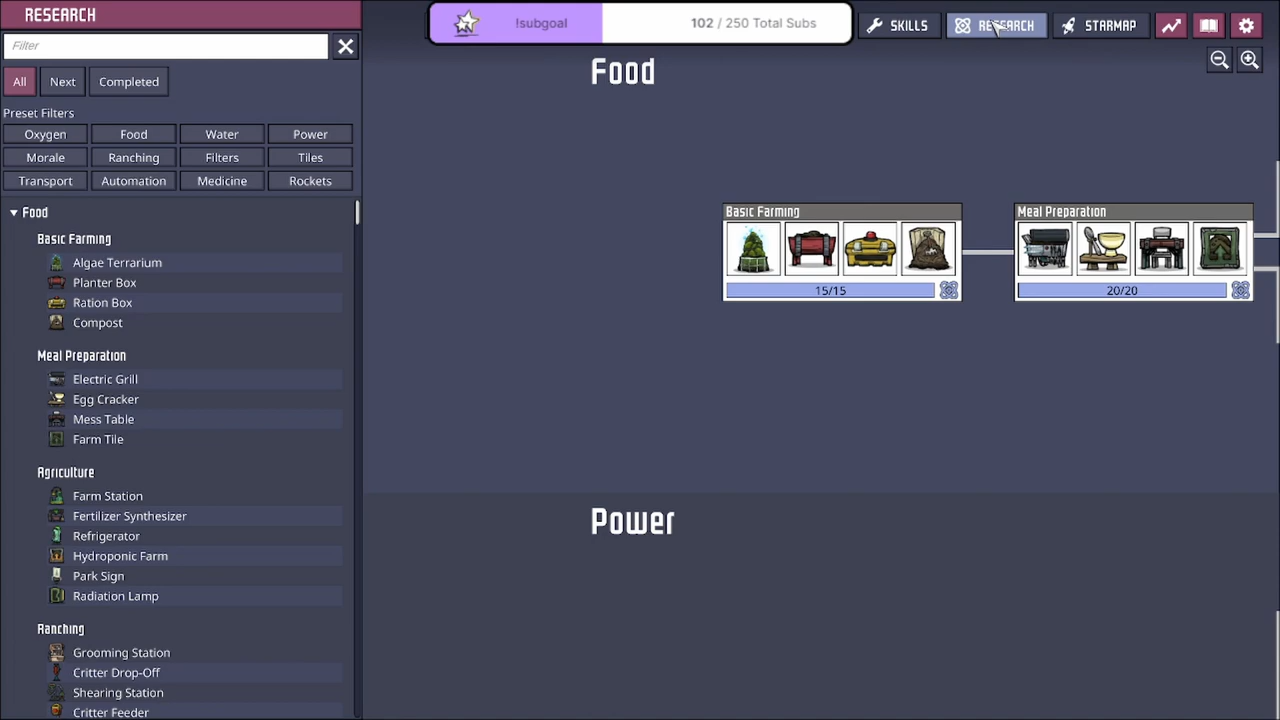 RESEARCH
!subgoal
102 / 250 Total Subs
SKILLS
RESEARCH
STARMAP
Filter
All
Next
Completed
Preset Filters
Oxygen
Food
Water
Power
Morale
Ranching
Filters
Tiles
Transport
Automation
Medicine
Rockets
Food
Basic Farming
Algae Terrarium
Planter Box
Ration Box
Compost
Meal Preparation
Electric Grill
Egg Cracker
Mess Table
Farm Tile
Agriculture
Farm Station
Fertilizer Synthesizer
Refrigerator
Hydroponic Farm
Park Sign
Radiation Lamp
Ranching
Grooming Station
Critter Drop-Off
Shearing Station
Critter Feeder
Food
Basic Farming
15/15
Meal Preparation
20/20
Power